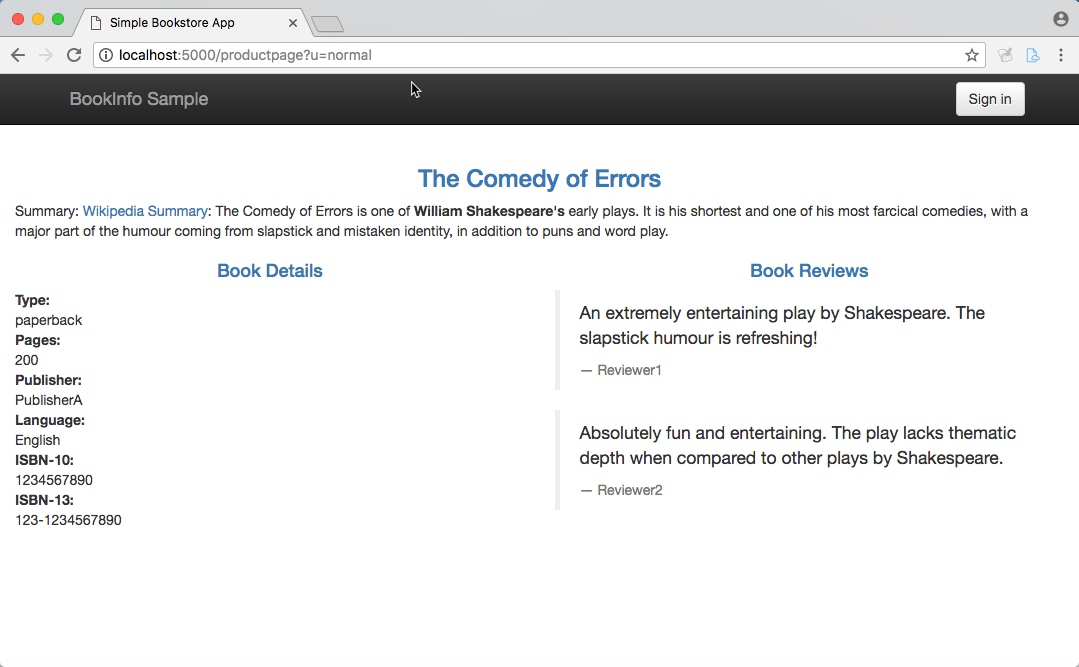 Simple Bookstore App
localhost:5000/productpage?u=normal
BookInfo Sample
Sign in
The Comedy of Errors
Summary: Wikipedia Summary: The Comedy of Errors is one of William Shakespeare's early plays. It is his shortest and one of his most farcical comedies, with a
major part of the humour coming from slapstick and mistaken identity, in addition to puns and word play.
Book Details
Type:
paperback
Pages:
200
Publisher:
PublisherA
Language:
English
ISBN-10:
1234567890
ISBN-13:
123-1234567890
Book Reviews
An extremely entertaining play by Shakespeare. The
slapstick humour is refreshing!
— Reviewer1
Absolutely fun and entertaining. The play lacks thematic
depth when compared to other plays by Shakespeare.
— Reviewer2